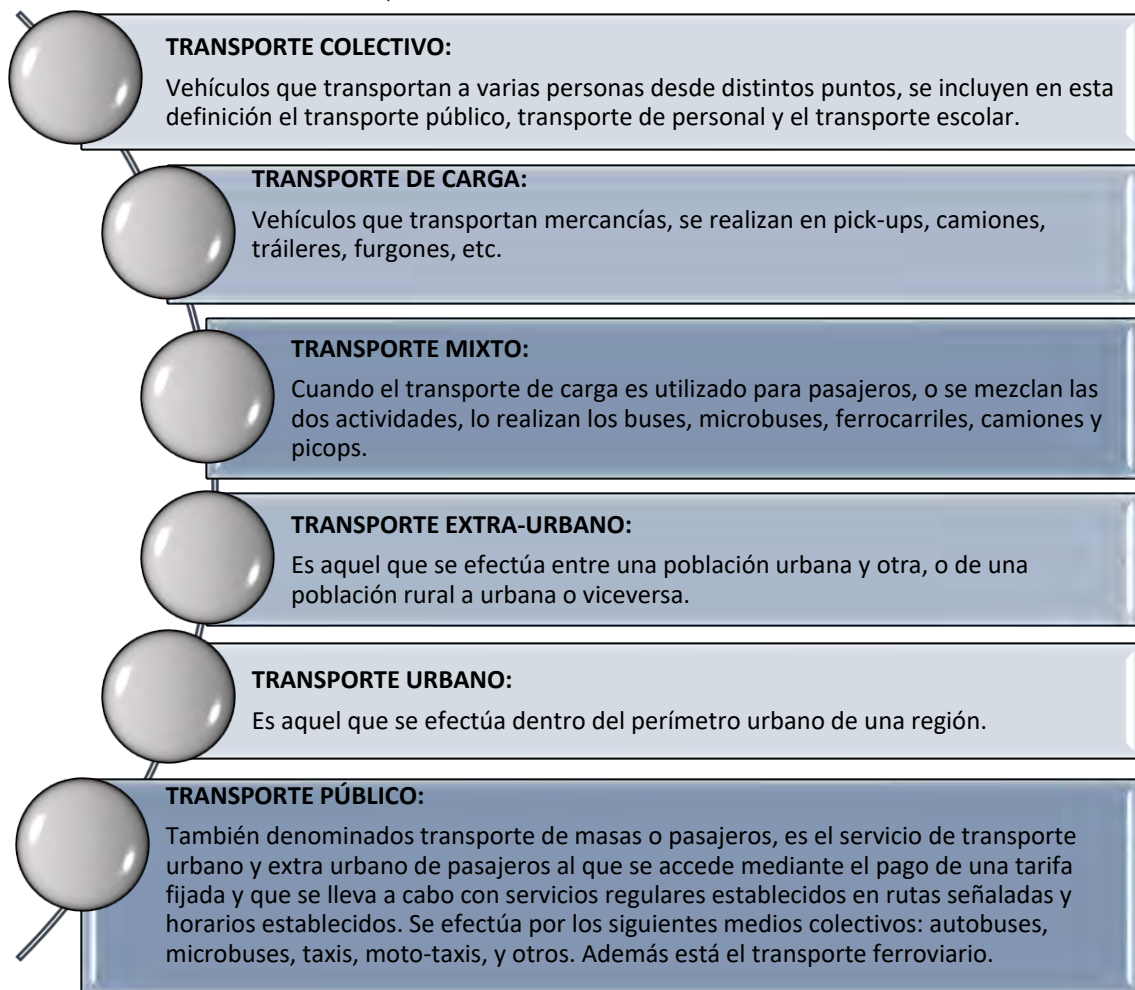 TRANSPORTE COLECTIVO:
Vehículos que transportan a varias personas desde distintos puntos, se incluyen en esta
definición el transporte público, transporte de personal y el transporte escolar.
TRANSPORTE DE CARGA:
Vehículos que transportan mercancías, se realizan en pick-ups, camiones,
tráileres, furgones, etc.
TRANSPORTE MIXTO:
Cuando el transporte de carga es utilizado para pasajeros, o se mezclan las
dos actividades, lo realizan los buses, microbuses, ferrocarriles, camiones y
picops.
TRANSPORTE EXTRA-URBANO:
Es aquel que se efectúa entre una población urbana y otra, o de una
población rural a urbana o viceversa.
TRANSPORTE URBANO:
Es aquel que se efectúa dentro del perímetro urbano de una región.
TRANSPORTE PÚBLICO:
También denominados transporte de masas o pasajeros, es el servicio de transporte
urbano y extra urbano de pasajeros al que se accede mediante el pago de una tarifa
fijada y que se lleva a cabo con servicios regulares establecidos en rutas señaladas y
horarios establecidos. Se efectúa por los siguientes medios colectivos: autobuses,
microbuses, taxis, moto-taxis, y otros. Además está el transporte ferroviario.